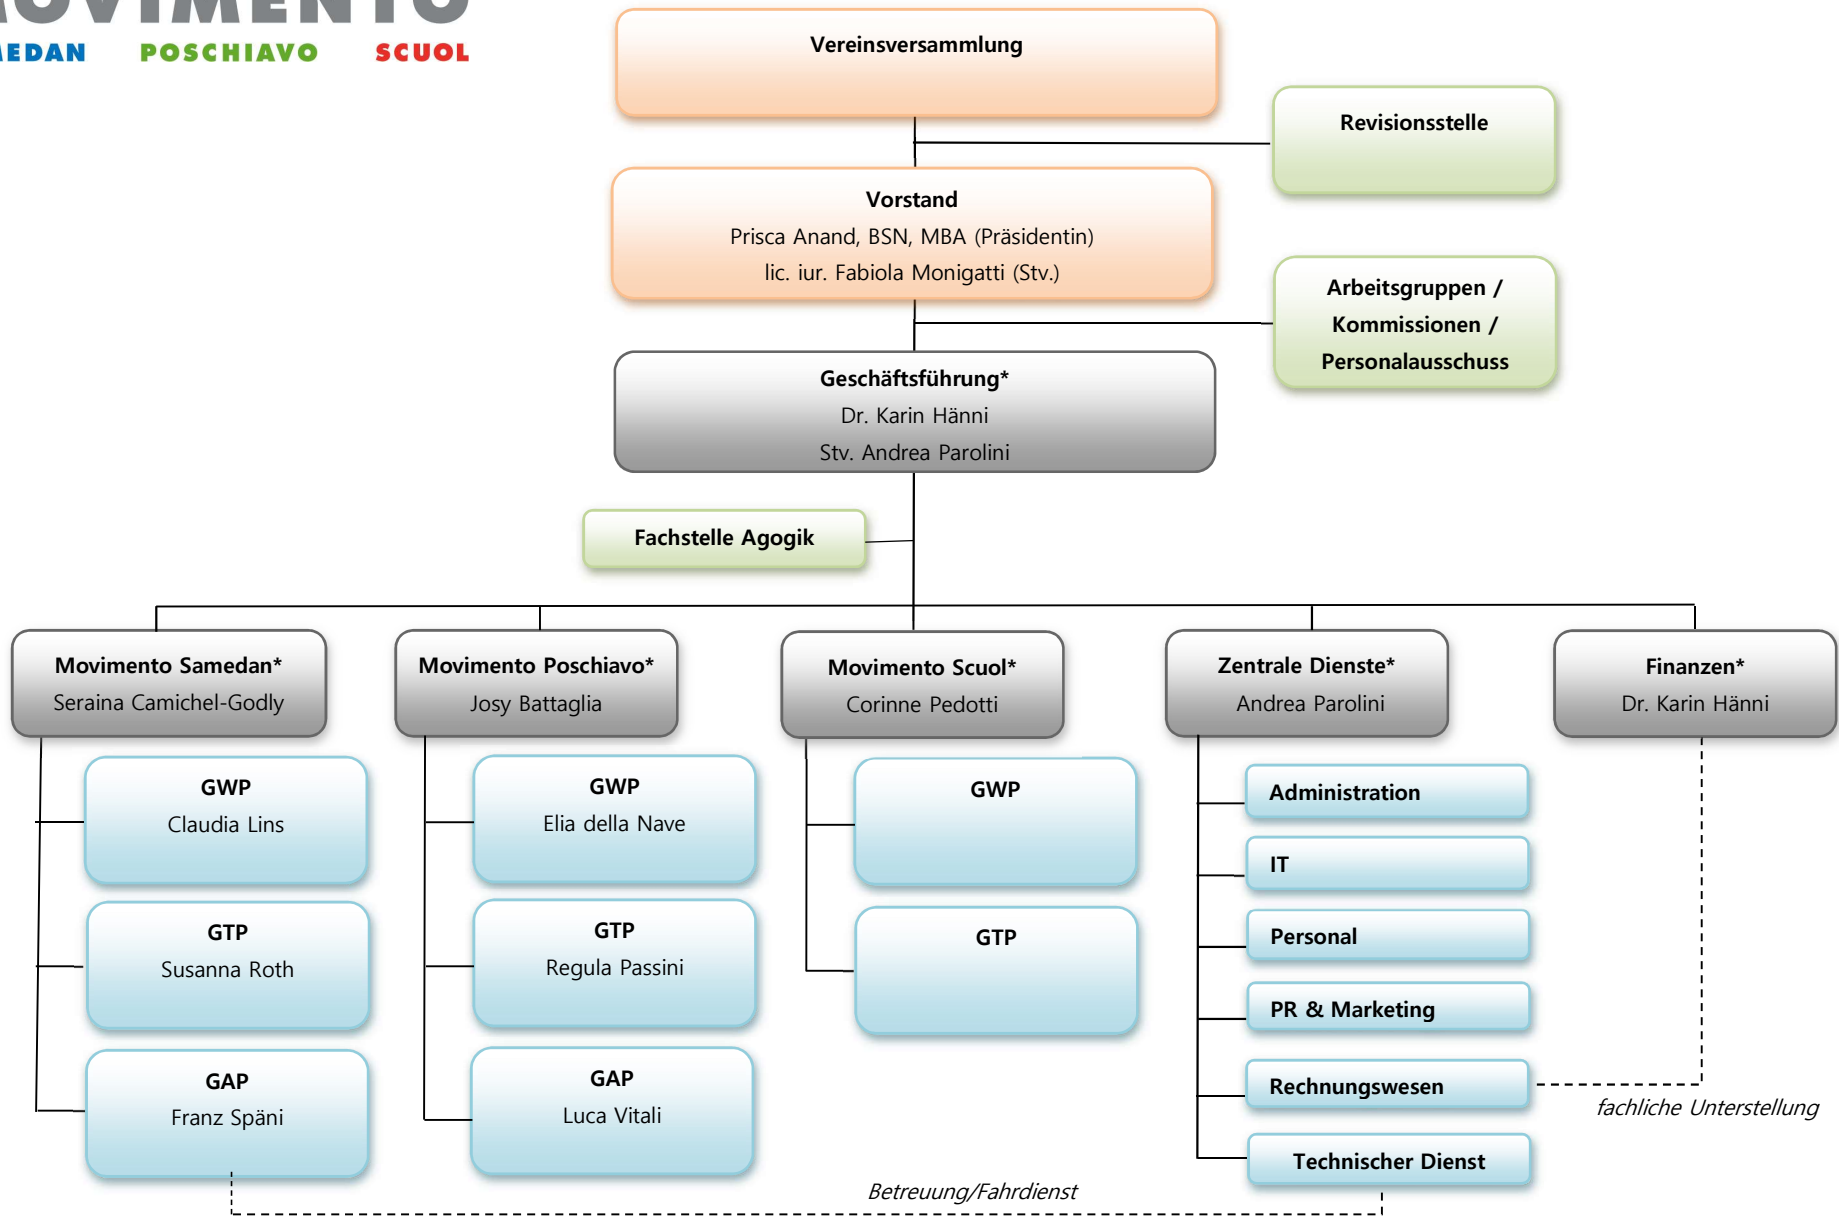 MOVIMENTO
MEDAN POSCHIAVO SCUOL
Vereinsversammlung
Revisionsstelle
Vorstand
Prisca Anand, BSN, MBA (Präsidentin)
lic. iur. Fabiola Monigatti (Stv.)
Arbeitsgruppen /
Kommissionen /
Personalausschuss
Geschäftsführung*
Dr. Karin Hänni
Stv. Andrea Parolini
Fachstelle Agogik
Movimento Samedan*
Seraina Camichel-Godly
Movimento Poschiavo*
Josy Battaglia
Movimento Scuol*
Corinne Pedotti
Zentrale Dienste*
Andrea Parolini
Finanzen*
Dr. Karin Hänni
GWP
Claudia Lins
GTP
Susanna Roth
GAP
Franz Späni
GWP
Elia della Nave
GTP
Regula Passini
GAP
Luca Vitali
GWP
GTP
Administration
IT
Personal
PR & Marketing
Rechnungswesen
Technischer Dienst
fachliche Unterstellung
Betreuung/Fahrdienst